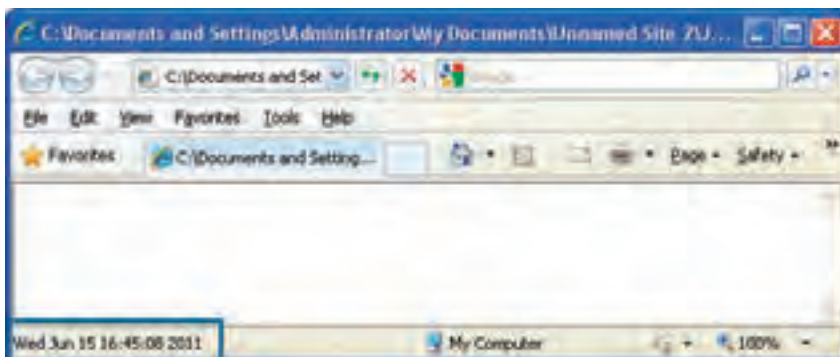 C:\Documents and Settings\Administrator\My Documents\Unnamed Site 2\J...
C:\Documents and Set
File Edit View Favorites Tools Help
Favorites C:\Documents and Setting... Page Safety »
Wed Jun 15 16:45:08 2011 My Computer 100%